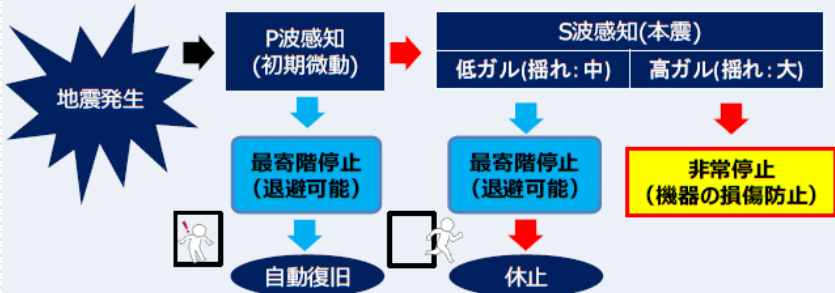 地震発生
P波感知
(初期微動)
S波感知(本震)
低ガル(揺れ:中)
高ガル(揺れ:大)
最寄階停止
(退避可能)
最寄階停止
(退避可能)
非常停止
(機器の損傷防止)
!
自動復旧
休止